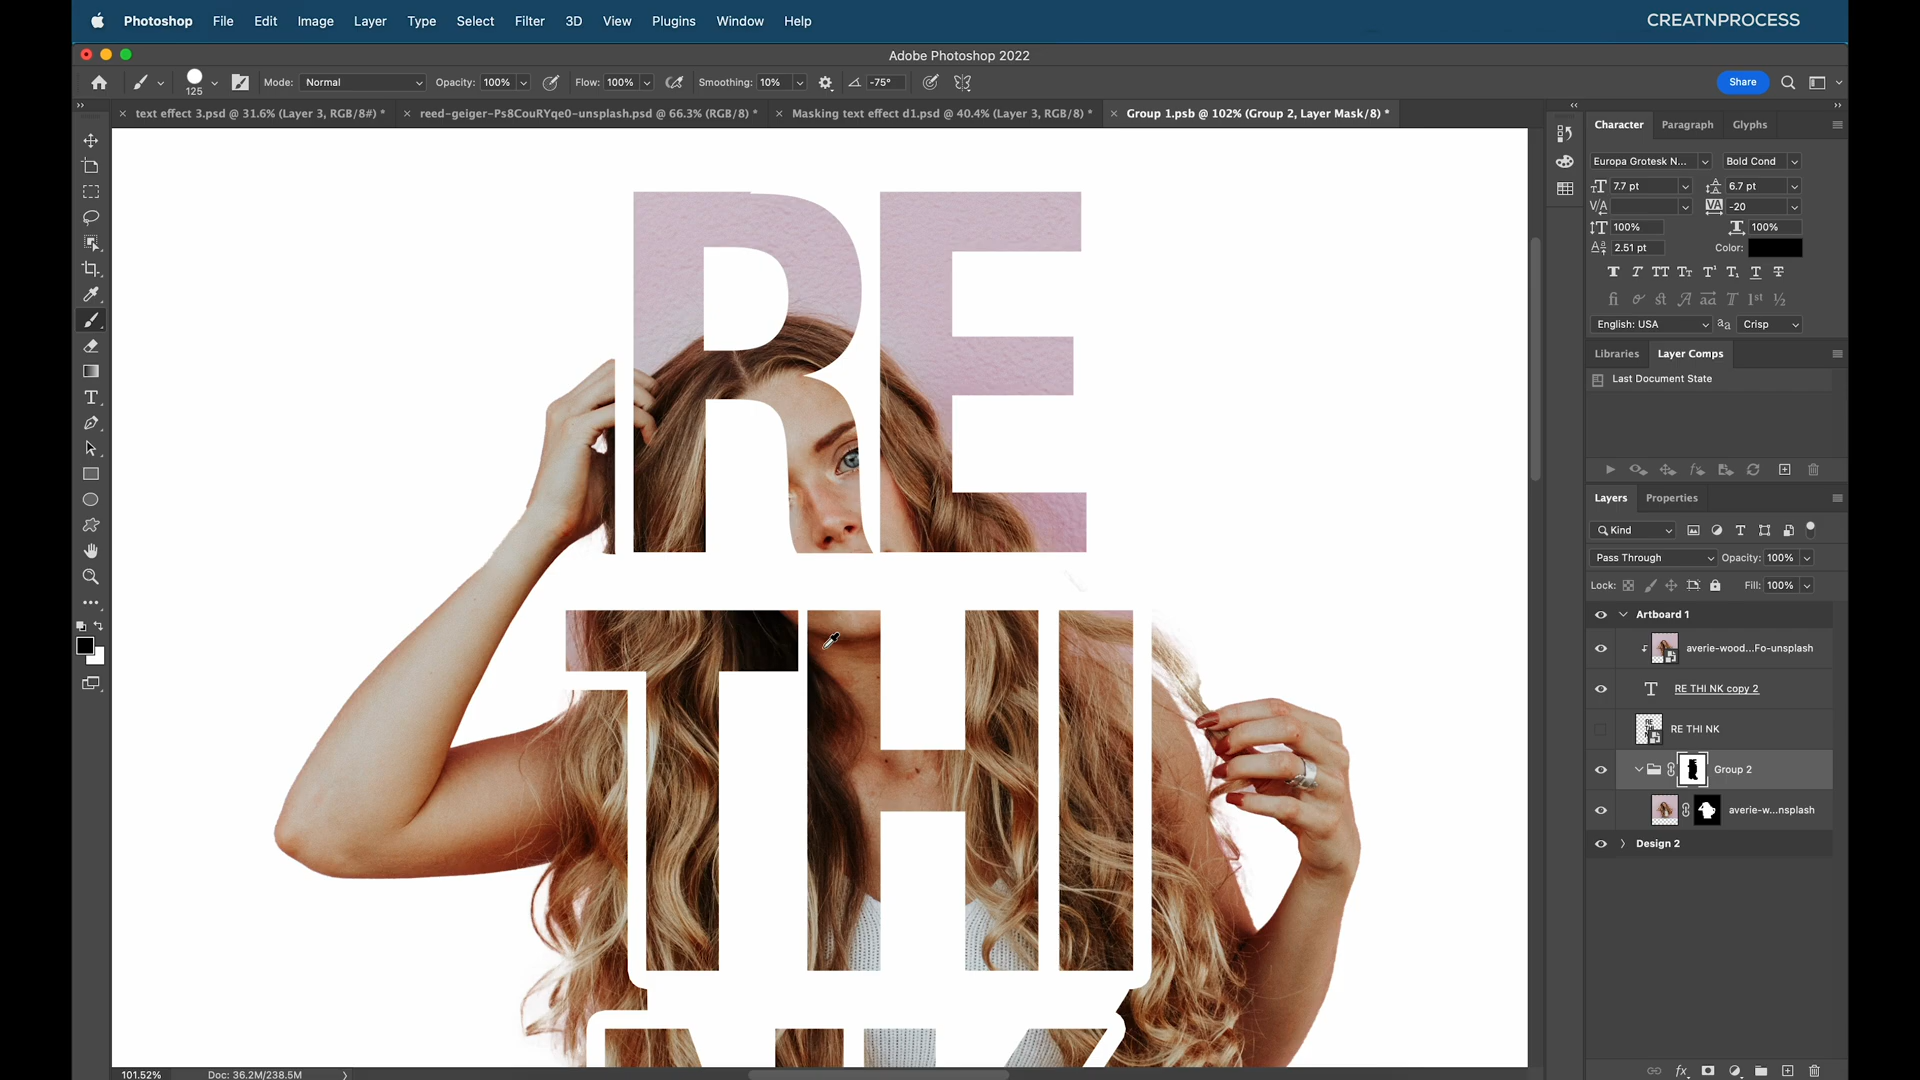 Photoshop File Edit Image Layer Type Select Filter 3D View Plugins Window Help
CREATNPROCESS
Adobe Photoshop 2022
125 Mode: Normal Opacity: 100% Flow: 100% Smoothing: 10% -75° Share
text effect 3.psd @ 31.6% (Layer 3, RGB/8#) *
reed-geiger-Ps8CouRYqe0-unsplash.psd @ 66.3% (RGB/8) *
Masking text effect d1.psd @ 40.4% (Layer 3, RGB/8) *
Group 1.psb @ 102% (Group 2, Layer Mask/8) *
RE
THI
NK
Character Paragraph Glyphs
Europa Grotesk N... Bold Cond
7.7 pt 6.7 pt
-20
100% 100%
2.51 pt Color:
English: USA Crisp
Libraries Layer Comps
Last Document State
Layers Properties
Kind
Pass Through Opacity: 100%
Lock: Fill: 100%
Artboard 1
averie-wood...Fo-unsplash
RE THI NK copy 2
RE THI NK
Group 2
averie-w...nsplash
Design 2
101.52% Doc: 36.2M/238.5M